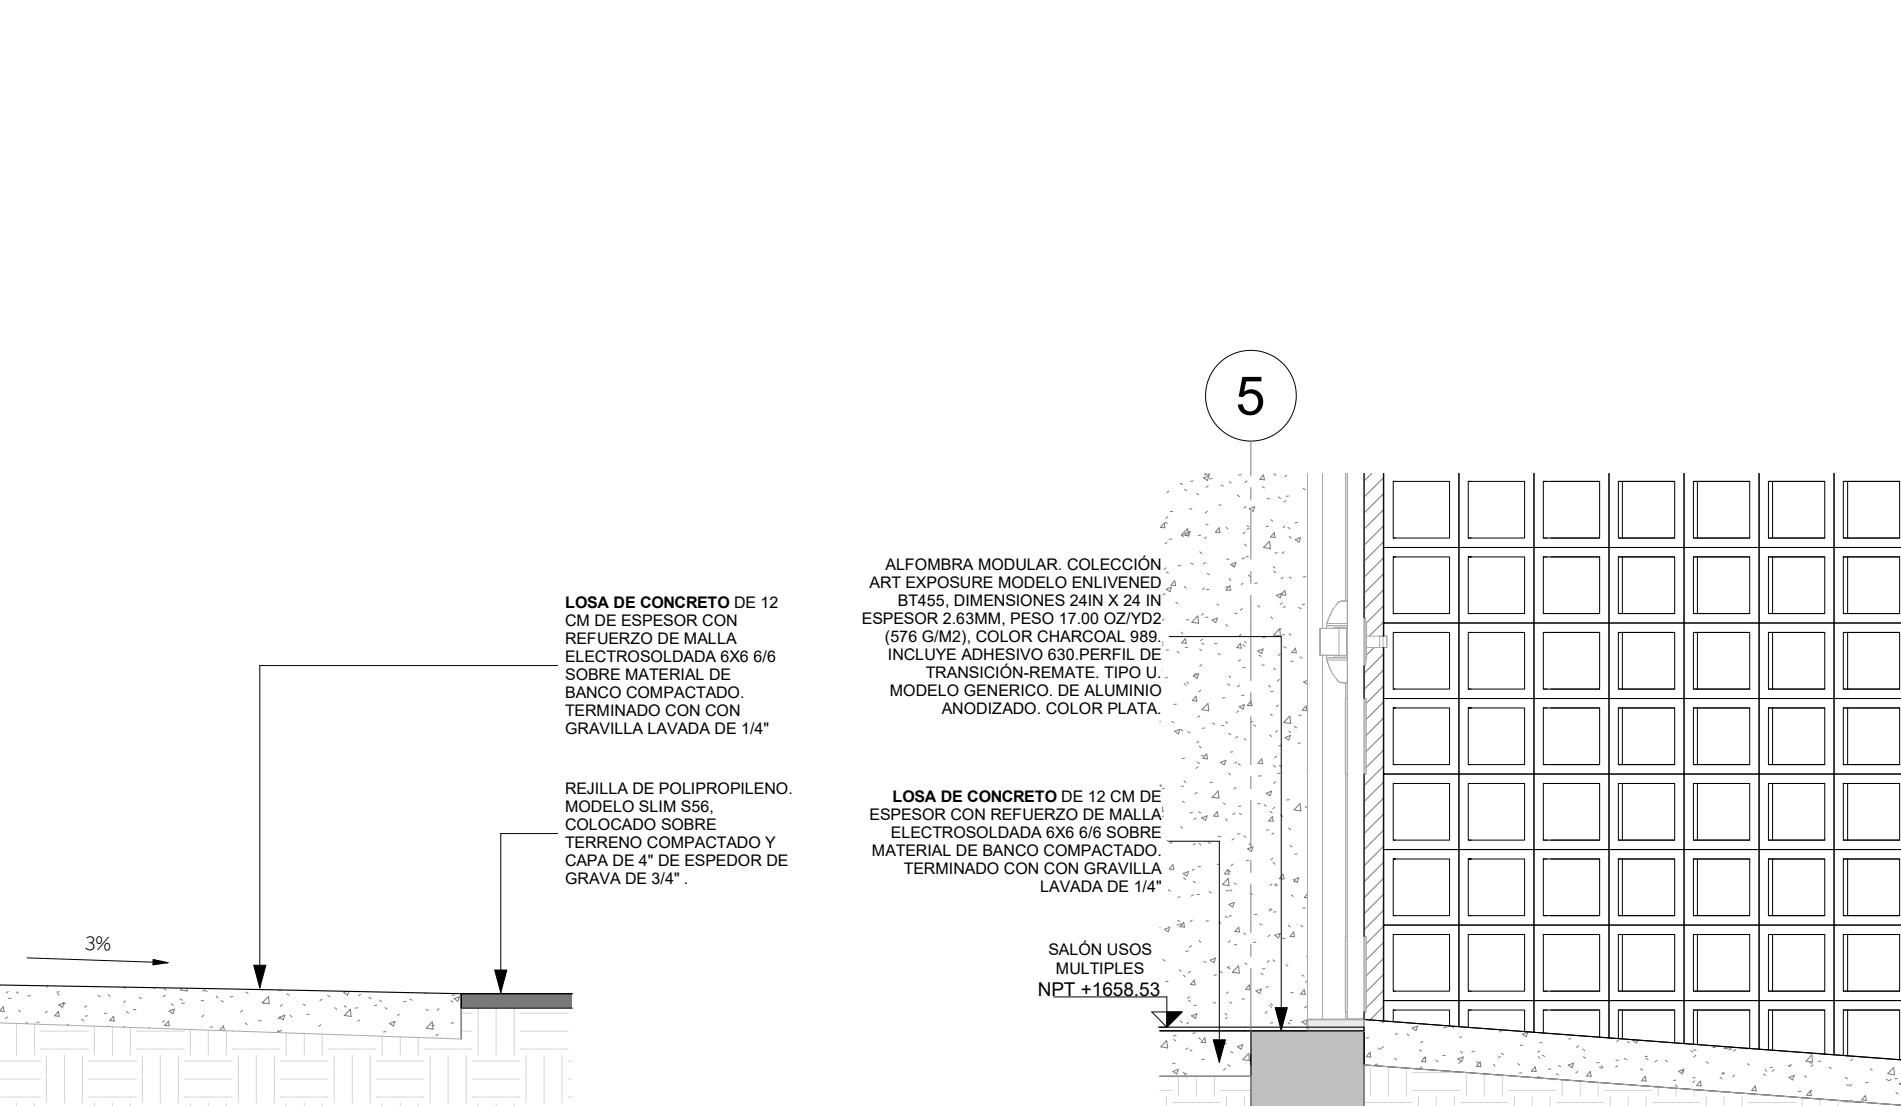 5
LOSA DE CONCRETO DE 12
CM DE ESPESOR CON
REFUERZO DE MALLA
ELECTROSOLDADA 6X6 6/6
SOBRE MATERIAL DE
BANCO COMPACTADO.
TERMINADO CON CON
GRAVILLA LAVADA DE 1/4"
REJILLA DE POLIPROPILENO.
MODELO SLIM S56,
COLOCADO SOBRE
TERRENO COMPACTADO Y
CAPA DE 4" DE ESPEDOR DE
GRAVA DE 3/4" .
3%
ALFOMBRA MODULAR. COLECCIÓN
ART EXPOSURE MODELO ENLIVENED
BT455, DIMENSIONES 24IN X 24 IN
ESPESOR 2.63MM, PESO 17.00 OZ/YD2
(576 G/M2), COLOR CHARCOAL 989.
INCLUYE ADHESIVO 630.PERFIL DE
TRANSICIÓN-REMATE. TIPO U.
MODELO GENERICO. DE ALUMINIO
ANODIZADO. COLOR PLATA.
LOSA DE CONCRETO DE 12 CM DE
ESPESOR CON REFUERZO DE MALLA
ELECTROSOLDADA 6X6 6/6 SOBRE
MATERIAL DE BANCO COMPACTADO.
TERMINADO CON CON GRAVILLA
LAVADA DE 1/4"
SALÓN USOS
MULTIPLES
NPT +1658.53